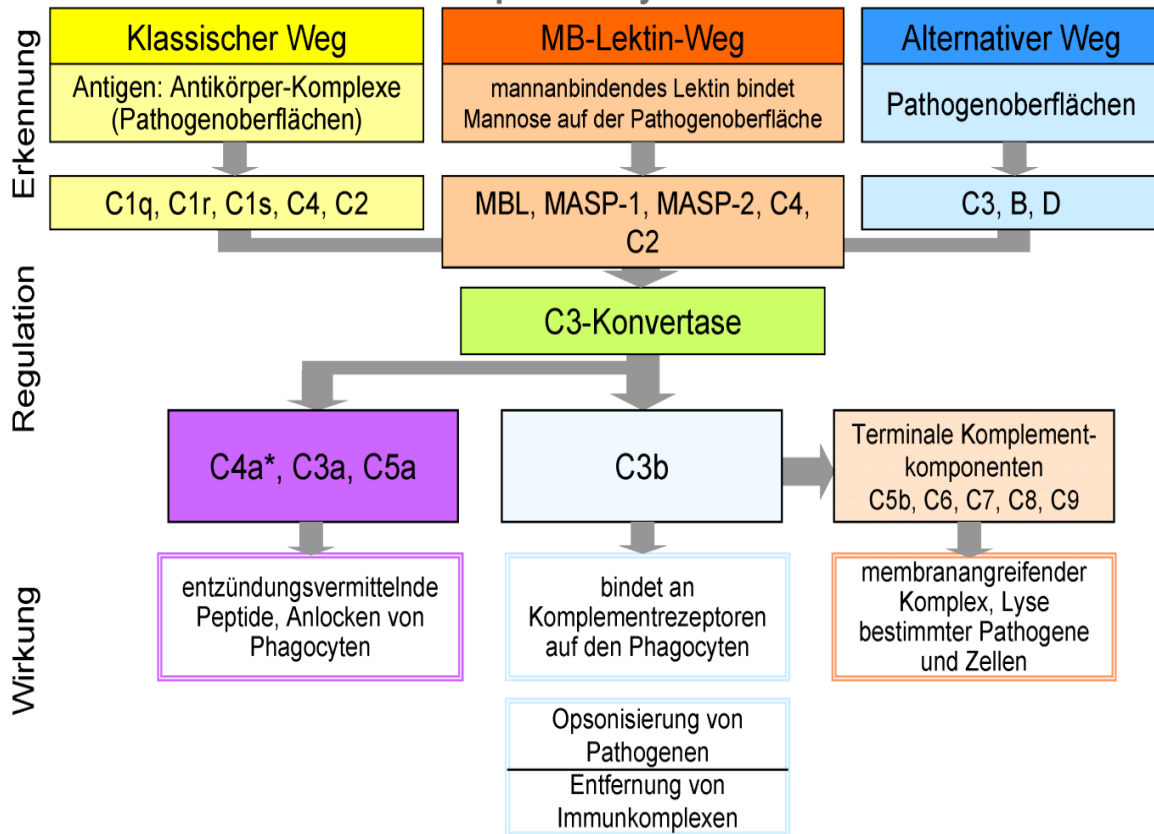 Erkennung
Klassischer Weg
Antigen: Antikörper-Komplexe
(Pathogenoberflächen)
C1q, C1r, C1s, C4, C2
MB-Lektin-Weg
mannanbindendes Lektin bindet
Mannose auf der Pathogenoberfläche
MBL, MASP-1, MASP-2, C4,
C2
Alternativer Weg
Pathogenoberflächen
C3, B, D
Regulation
C3-Konvertase
C4a*, C3a, C5a
C3b
Terminale Komplement-
komponenten
C5b, C6, C7, C8, C9
Wirkung
entzündungsvermittelnde
Peptide, Anlocken von
Phagocyten
bindet an
Komplementrezeptoren
auf den Phagocyten
membranangreifender
Komplex, Lyse
bestimmter Pathogene
und Zellen
Opsonisierung von
Pathogenen
Entfernung von
Immunkomplexen